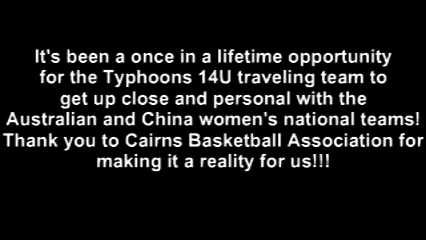 It's been a once in a lifetime opportunity
for the Typhoons 14U traveling team to
get up close and personal with the
Australian and China women's national teams!
Thank you to Cairns Basketball Association for
making it a reality for us!!!